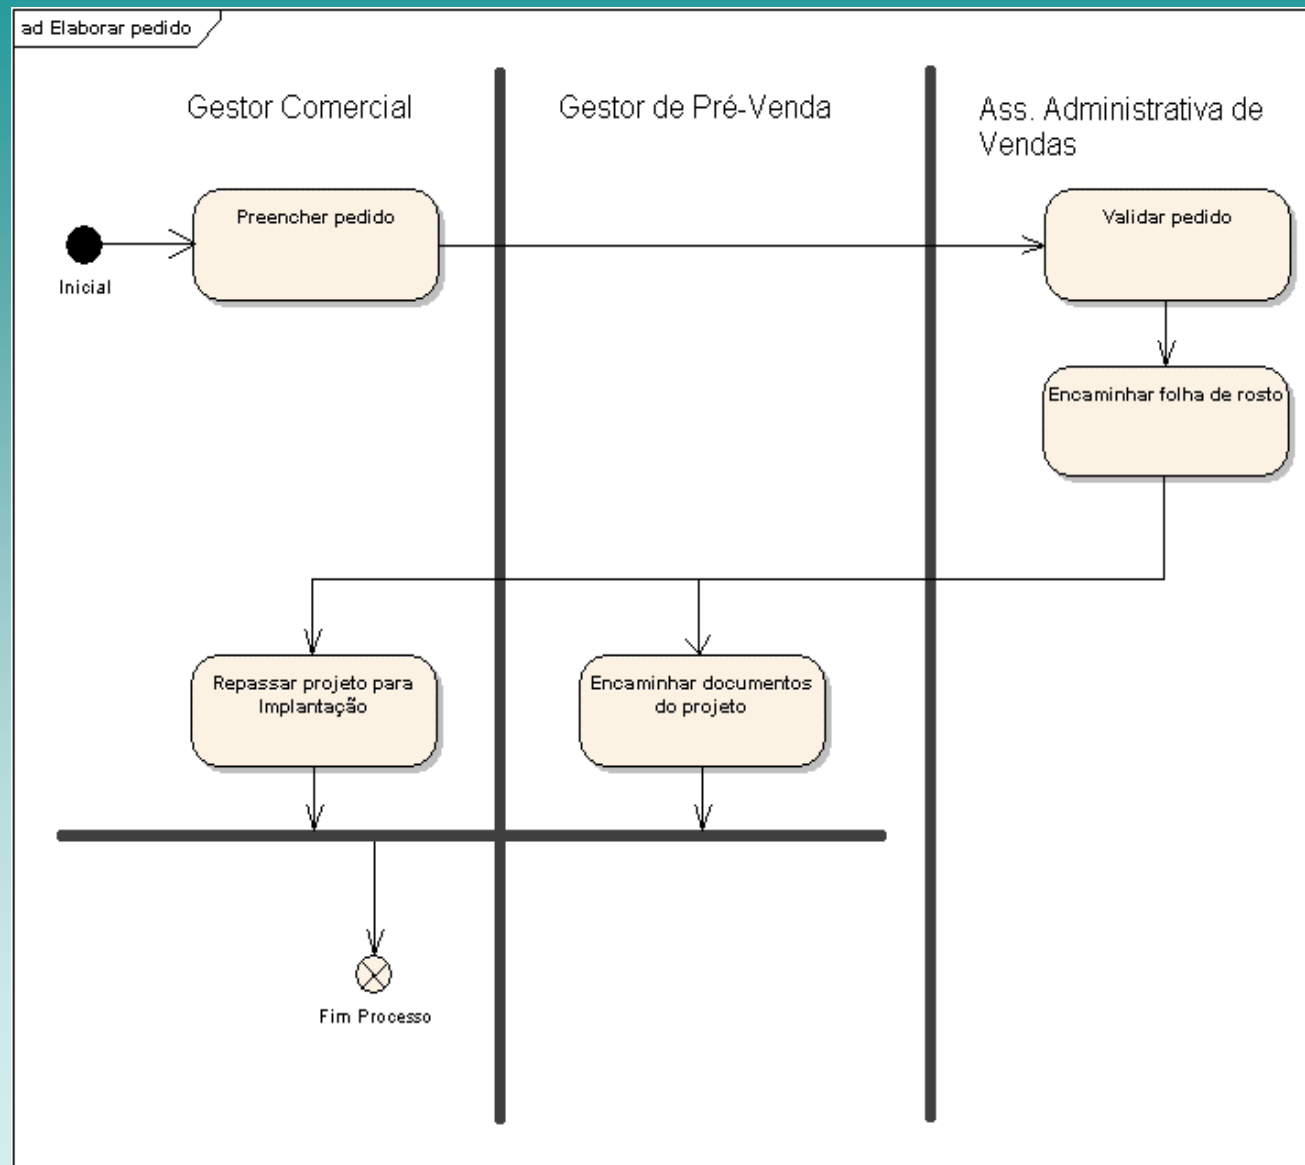 ad Elaborar pedido
Gestor Comercial
Gestor de Pré-Venda
Ass. Administrativa de
Vendas
Preencher pedido
Validar pedido
Inicial
Encaminhar folha de rosto
Repassar projeto para
Implantação
Encaminhar documentos
do projeto
Fim Processo